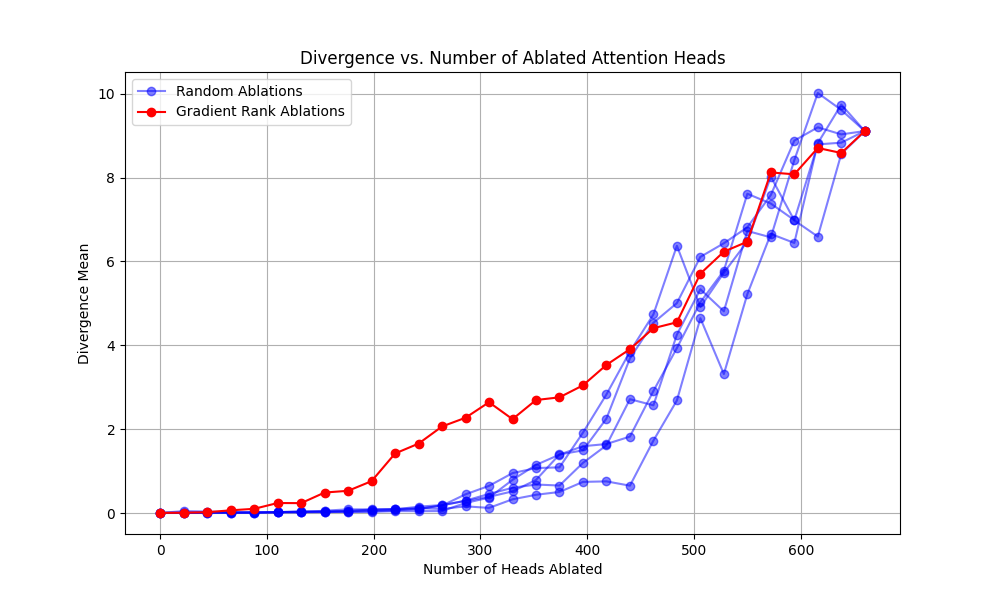 Divergence vs. Number of Ablated Attention Heads
Random Ablations
Gradient Rank Ablations
10
8
6
4
2
0
Divergence Mean
0 100 200 300 400 500 600
Number of Heads Ablated